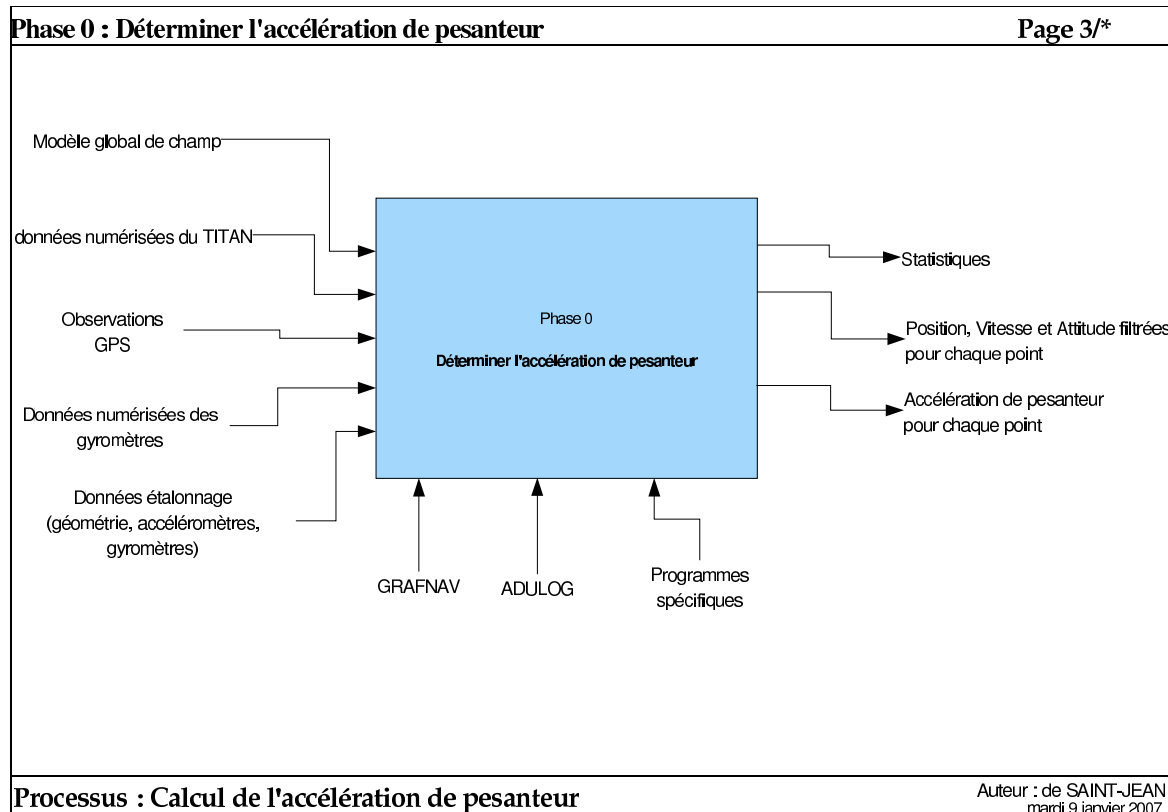 Phase 0 : Déterminer l'accélération de pesanteur
Page 3/*
Modèle global de champ
données numérisées du TITAN
Observations
GPS
Données numérisées des
gyromètres
Données étalonnage
(géométrie, accéléromètres,
gyromètres)
Phase 0
Déterminer l'accélération de pesanteur
Statistiques
Position, Vitesse et Attitude filtrées
pour chaque point
Accélération de pesanteur
pour chaque point
GRAFNAV
ADULOG
Programmes
spécifiques
Processus : Calcul de l'accélération de pesanteur
Auteur : de SAINT-JEAN
mardi 9 janvier 2007